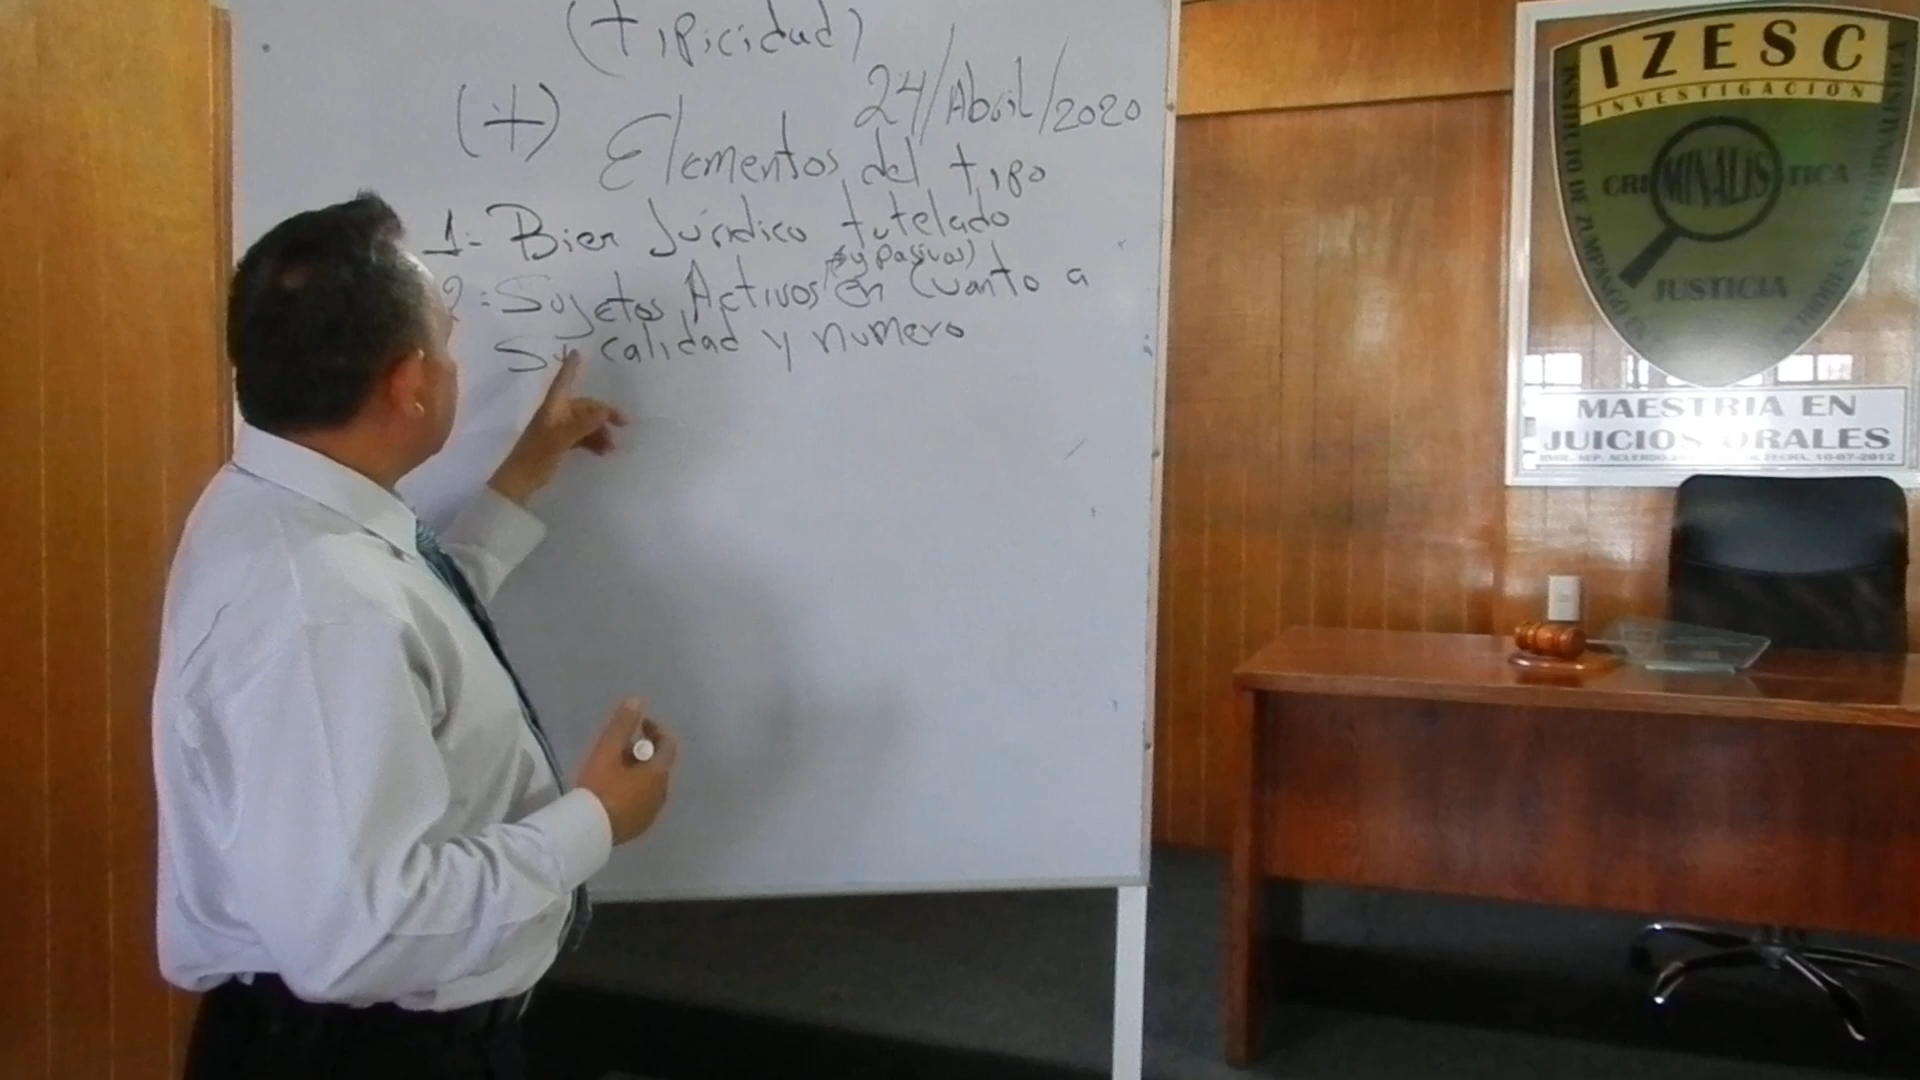 (tipicidad)
24/Abril/2020
(+) Elementos del tipo
1.- Bien Jurídico tutelado
(y pasivos)
2.- Sujetos Activos en Cuanto a
Su calidad y numero
IZESC
INVESTIGACIÓN
CRIMINALISTICA
JUSTICIA
MAESTRIA EN
JUICIOS ORALES